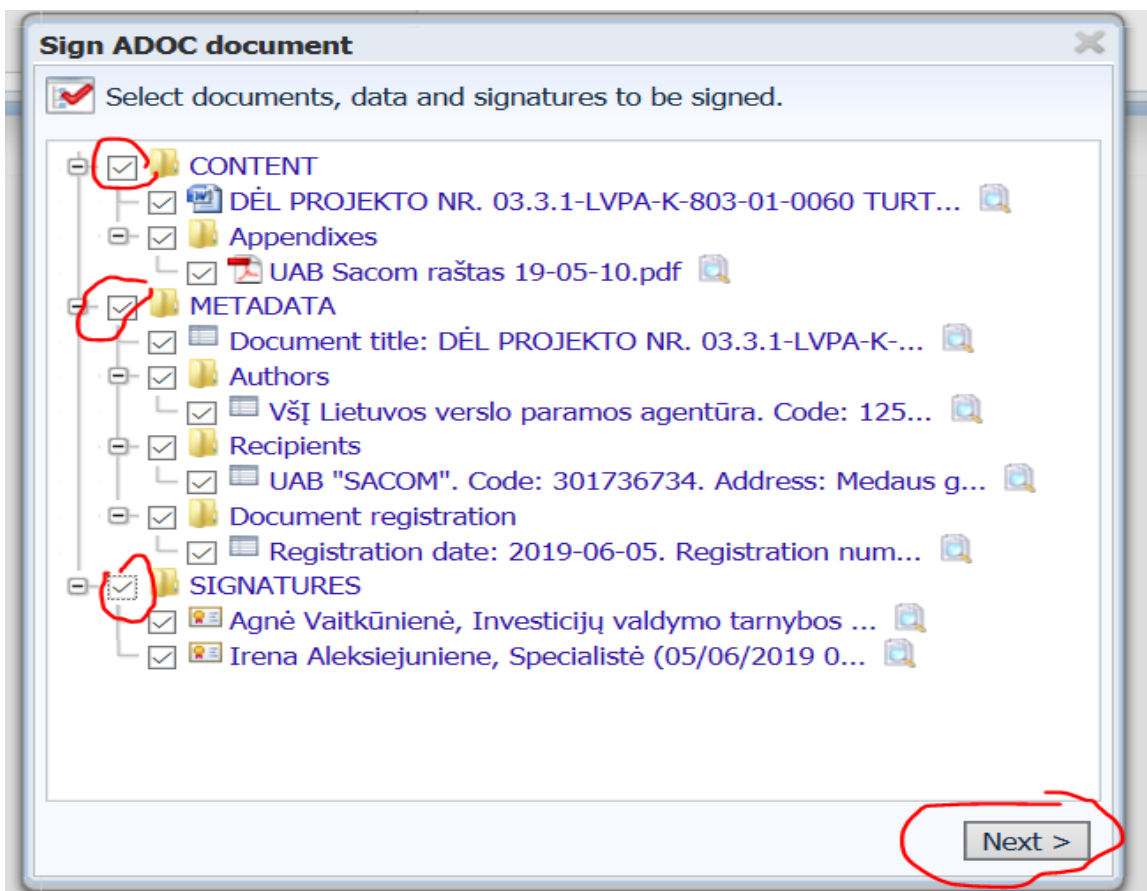 Sign ADOC document
Select documents, data and signatures to be signed.
CONTENT
DĖL PROJEKTO NR. 03.3.1-LVPA-K-803-01-0060 TURT...
Appendixes
UAB Sacom raštas 19-05-10.pdf
METADATA
Document title: DĖL PROJEKTO NR. 03.3.1-LVPA-K-...
Authors
VšĮ Lietuvos verslo paramos agentūra. Code: 125...
Recipients
UAB "SACOM". Code: 301736734. Address: Medaus g...
Document registration
Registration date: 2019-06-05. Registration num...
SIGNATURES
Agnė Vaitkūnienė, Investicijų valdymo tarnybos ...
Irena Aleksiejuniene, Specialistė (05/06/2019 0...
Next >